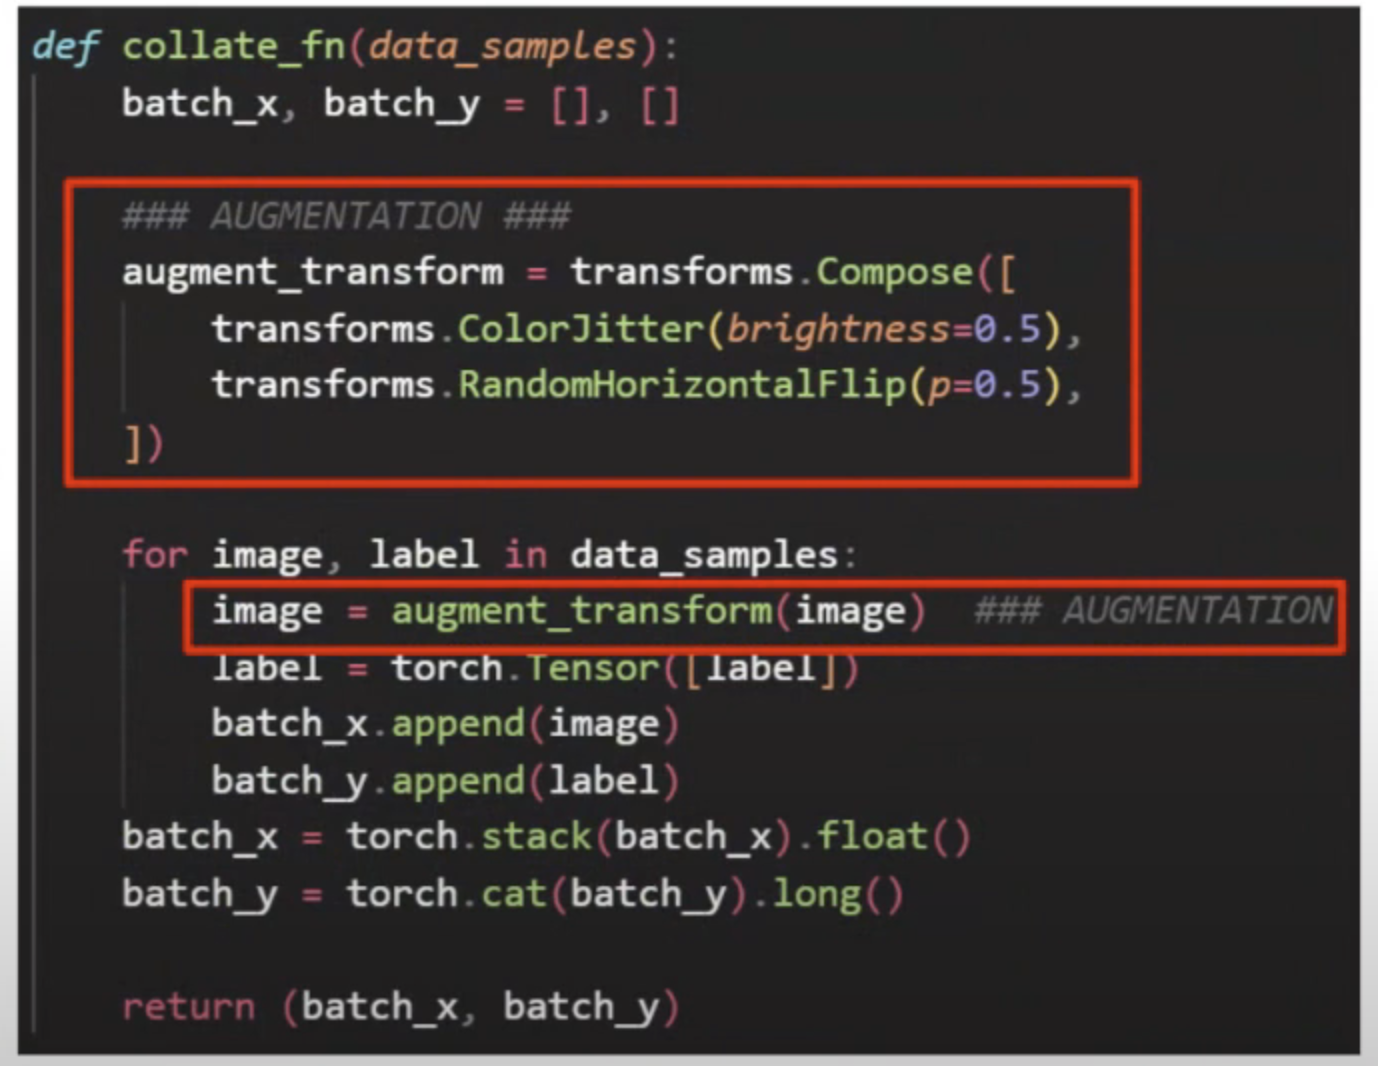 def collate_fn(data_samples):
    batch_x, batch_y = [], []
    ### AUGMENTATION ###
    augment_transform = transforms.Compose([
        transforms.ColorJitter(brightness=0.5),
        transforms.RandomHorizontalFlip(p=0.5),
    ])
    for image, label in data_samples:
        image = augment_transform(image)  ### AUGMENTATION
        label = torch.Tensor([label])
        batch_x.append(image)
        batch_y.append(label)
    batch_x = torch.stack(batch_x).float()
    batch_y = torch.cat(batch_y).long()
    return (batch_x, batch_y)